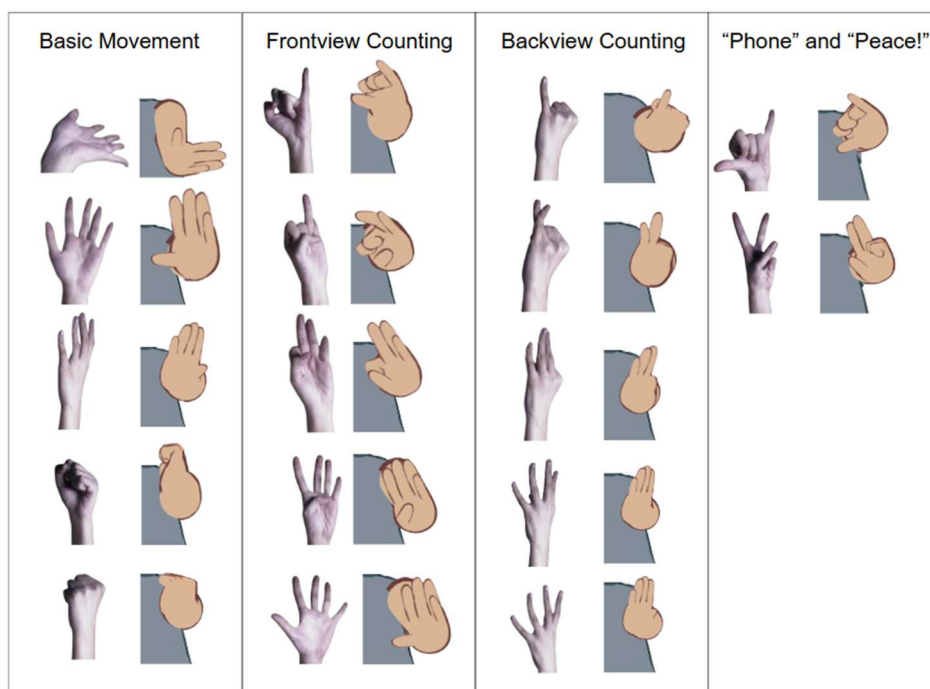 Basic Movement
Frontview Counting
Backview Counting
“Phone” and “Peace!”